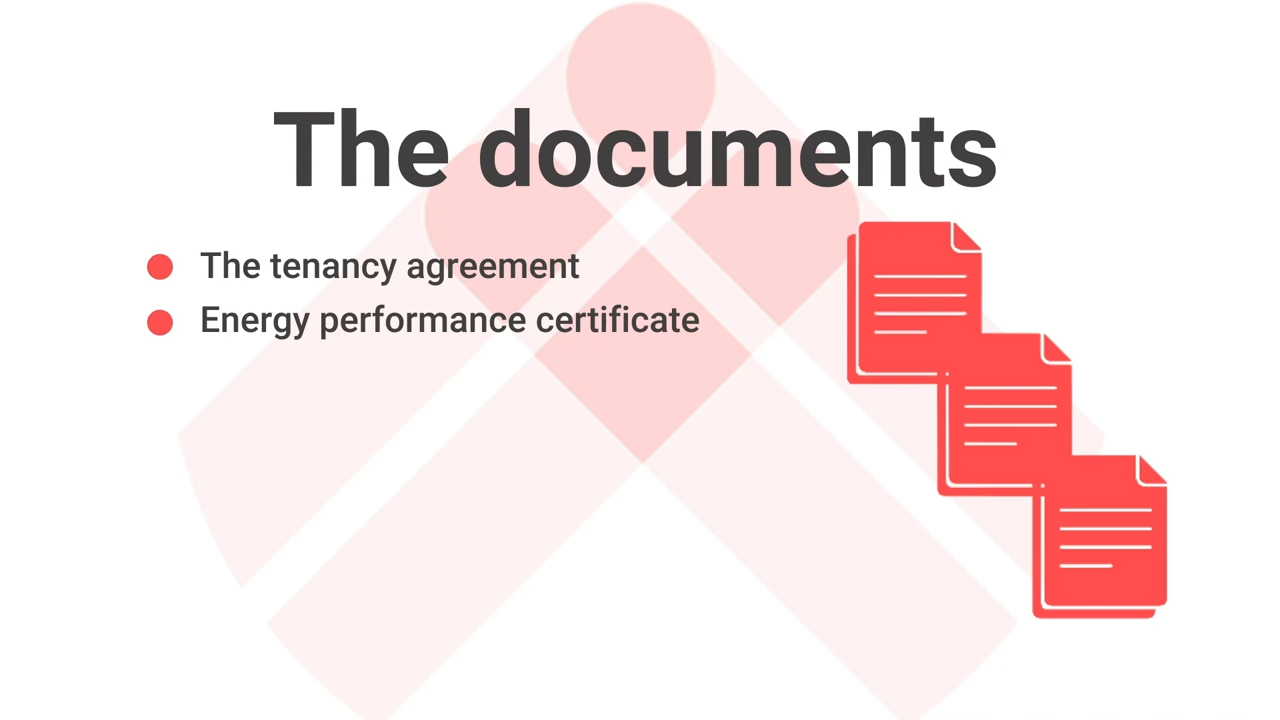 The documents
The tenancy agreement
Energy performance certificate